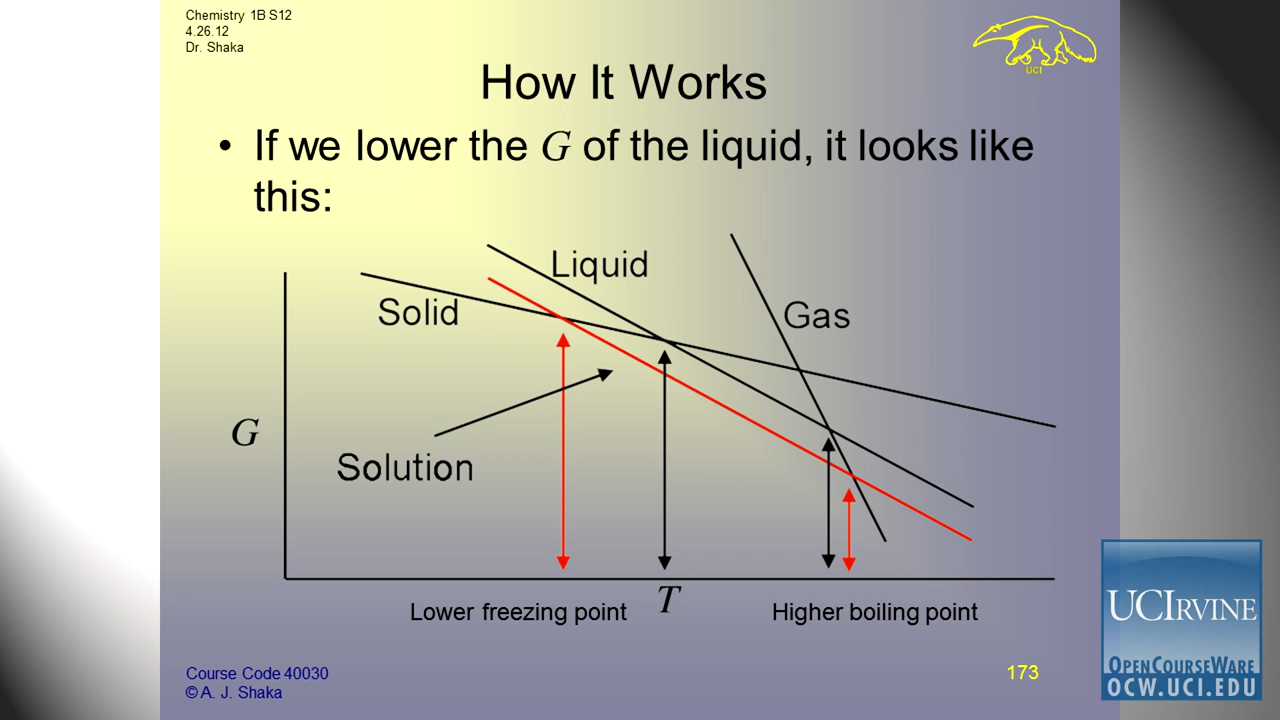 Chemistry 1B S12
4.26.12
Dr. Shaka
UCI
How It Works
• If we lower the G of the liquid, it looks like
this:
Liquid
Solid
Gas
G
Solution
T
Lower freezing point
Higher boiling point
Course Code 40030
© A. J. Shaka
173
UCIRVINE
OPENCOURSEWARE
OCW.UCI.EDU